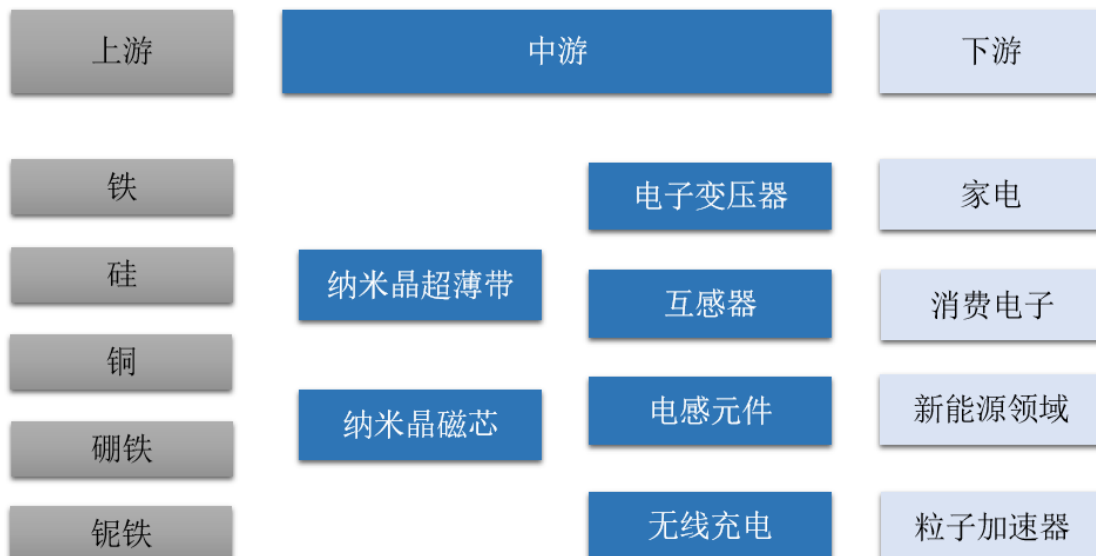 上游
中游
下游
铁
硅
铜
硼铁
铌铁
纳米晶超薄带
纳米晶磁芯
电子变压器
互感器
电感元件
无线充电
家电
消费电子
新能源领域
粒子加速器